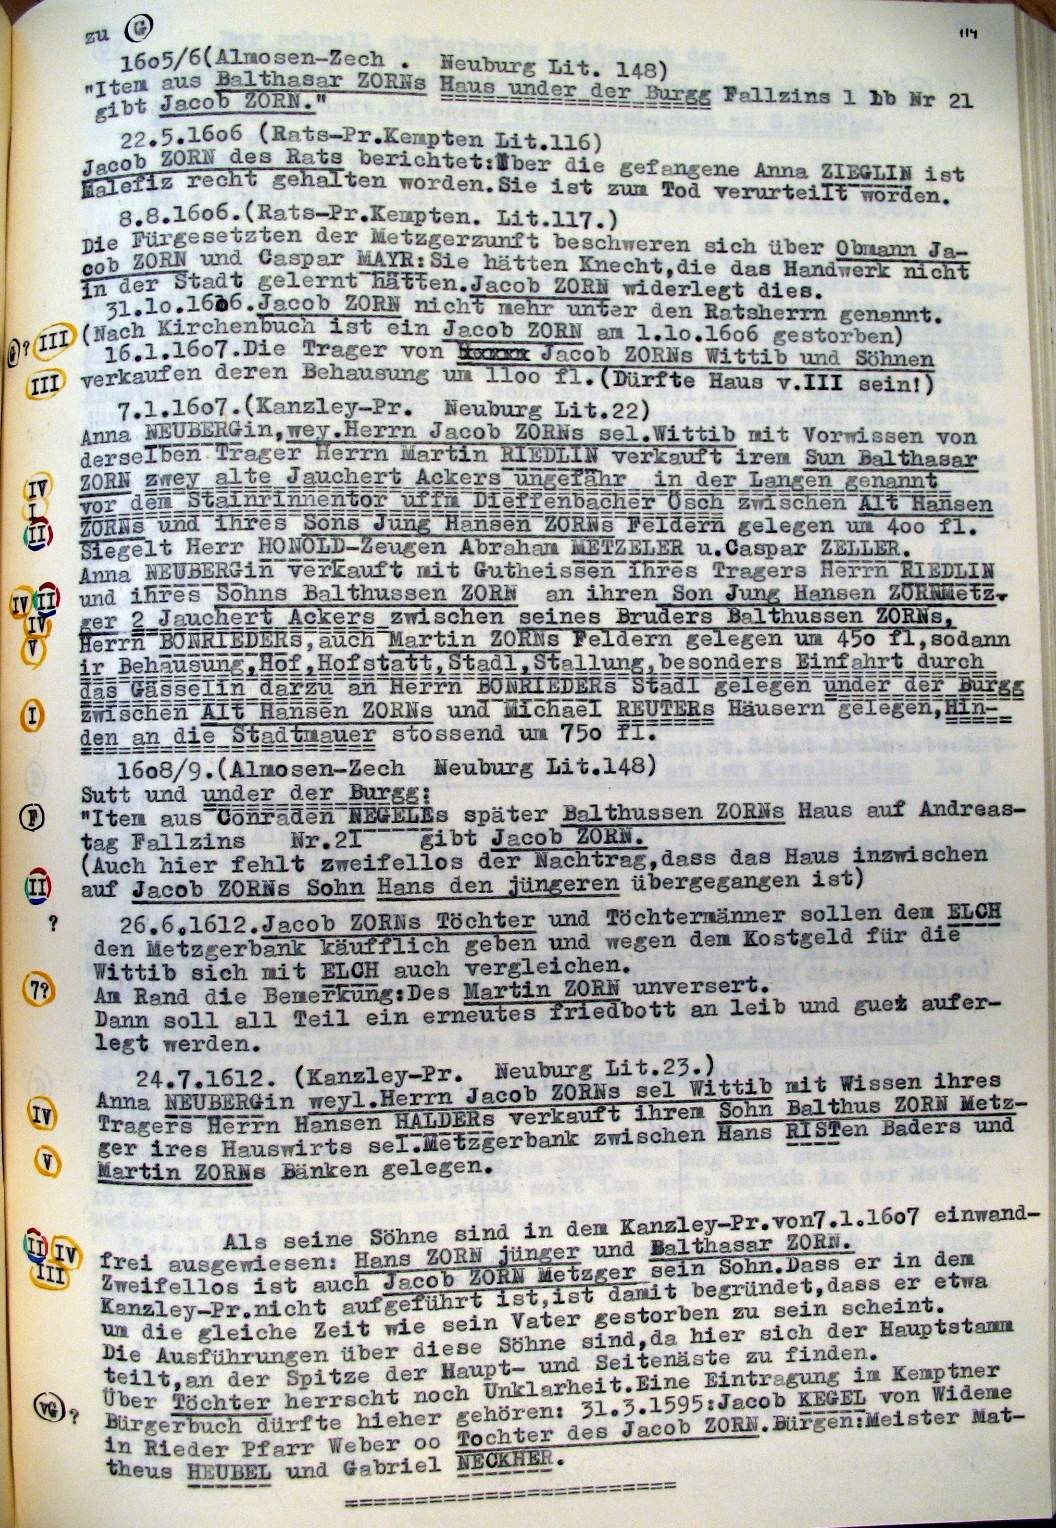 zu G
114
1605/6(Almosen-Zech . Neuburg Lit. 148)
"Item aus Balthasar ZORNs Haus under der Burgg Fallzins 1 lb Nr 21
gibt Jacob ZORN."
22.5.1606 (Rats-Pr.Kempten Lit.116)
Jacob ZORN des Rats berichtet:Über die gefangene Anna ZIEGLIN ist
Malefiz recht gehalten worden.Sie ist zum Tod verurteilt worden.
8.8.1606.(Rats-Pr.Kempten. Lit.117.)
Die Fürgesetzten der Metzgerzunft beschweren sich über Obmann Ja-
cob ZORN und Caspar MAYR:Sie hätten Knecht,die das Handwerk nicht
in der Stadt gelernt hätten.Jacob ZORN widerlegt dies.
31.10.1606.Jacob ZORN nicht mehr unter den Ratsherrn genannt.
? III (Nach Kirchenbuch ist ein Jacob ZORN am 1.10.1606 gestorben)
16.1.1607.Die Trager von Jacob ZORNs Wittib und Söhnen
III verkaufen deren Behausung um 1100 fl.(Dürfte Haus v.III sein!)
7.1.1607.(Kanzley-Pr. Neuburg Lit.22)
Anna NEUBERGin,wey.Herrn Jacob ZORNs sel.Wittib mit Vorwissen von
derselben Trager Herrn Martin RIEDLIN verkauft irem Sun Balthasar
IV ZORN zwey alte Jauchert Ackers ungefähr in der Langen genannt
I vor dem Stainrinnentor uffm Dieffenbacher Ösch zwischen Alt Hansen
II ZORNs und ihres Sons Jung Hansen ZORNs Feldern gelegen um 400 fl.
Siegelt Herr HONOLD-Zeugen Abraham METZELER u.Caspar ZELLER.
Anna NEUBERGin verkauft mit Gutheissen ihres Tragers Herrn RIEDLIN
IV II und ihres Sohns Balthussen ZORN an ihren Son Jung Hansen ZORNMetz-
IV ger 2 Jauchert Ackers zwischen seines Bruders Balthussen ZORNs,
V Herrn BONRIEDERs,auch Martin ZORNs Feldern gelegen um 450 fl,sodann
ir Behausung,Hof,Hofstatt,Stadl,Stallung,besonders Einfahrt durch
das Gässelin darzu an Herrn BONRIEDERs Stadl gelegen under der Burgg
I zwischen Alt Hansen ZORNs und Michael REUTERs Häusern gelegen,Hin-
den an die Stadtmauer stossend um 750 fl.
1608/9.(Almosen-Zech Neuburg Lit.148)
Sutt und under der Burgg:
F "Item aus Conraden NEGELEs später Balthussen ZORNs Haus auf Andreas-
tag Fallzins Nr.21 gibt Jacob ZORN.
(Auch hier fehlt zweifellos der Nachtrag,dass das Haus inzwischen
II auf Jacob ZORNs Sohn Hans den jüngeren übergegangen ist)
? 26.6.1612.Jacob ZORNs Töchter und Töchtermänner sollen dem ELCH
den Metzgerbank käufflich geben und wegen dem Kostgeld für die
Wittib sich mit ELCH auch vergleichen.
7? Am Rand die Bemerkung:Des Martin ZORN unversert.
Dann soll all Teil ein erneutes friedbott an leib und guet aufer-
legt werden.
24.7.1612. (Kanzley-Pr. Neuburg Lit.23.)
Anna NEUBERGin weyl.Herrn Jacob ZORNs sel Wittib mit Wissen ihres
IV Tragers Herrn Hansen HALDERs verkauft ihrem Sohn Balthus ZORN Metz-
ger ires Hauswirts sel.Metzgerbank zwischen Hans RISTen Baders und
V Martin ZORNs Bänken gelegen.
Als seine Söhne sind in dem Kanzley-Pr.von7.1.1607 einwand-
II IV frei ausgewiesen: Hans ZORN jünger und Balthasar ZORN.
III Zweifellos ist auch Jacob ZORN Metzger sein Sohn.Dass er in dem
Kanzley-Pr.nicht aufgeführt ist,ist damit begründet,dass er etwa
um die gleiche Zeit wie sein Vater gestorben zu sein scheint.
Die Ausführungen über diese Söhne sind,da hier sich der Hauptstamm
teilt,an der Spitze der Haupt- und Seitenäste zu finden.
Über Töchter herrscht noch Unklarheit.Eine Eintragung im Kemptner
vG ? Bürgerbuch dürfte hieher gehören: 31.3.1595:Jacob KEGEL von Wideme
in Rieder Pfarr Weber oo Tochter des Jacob ZORN.Bürgen:Meister Mat-
theus HEUBEL und Gabriel NECKHER.